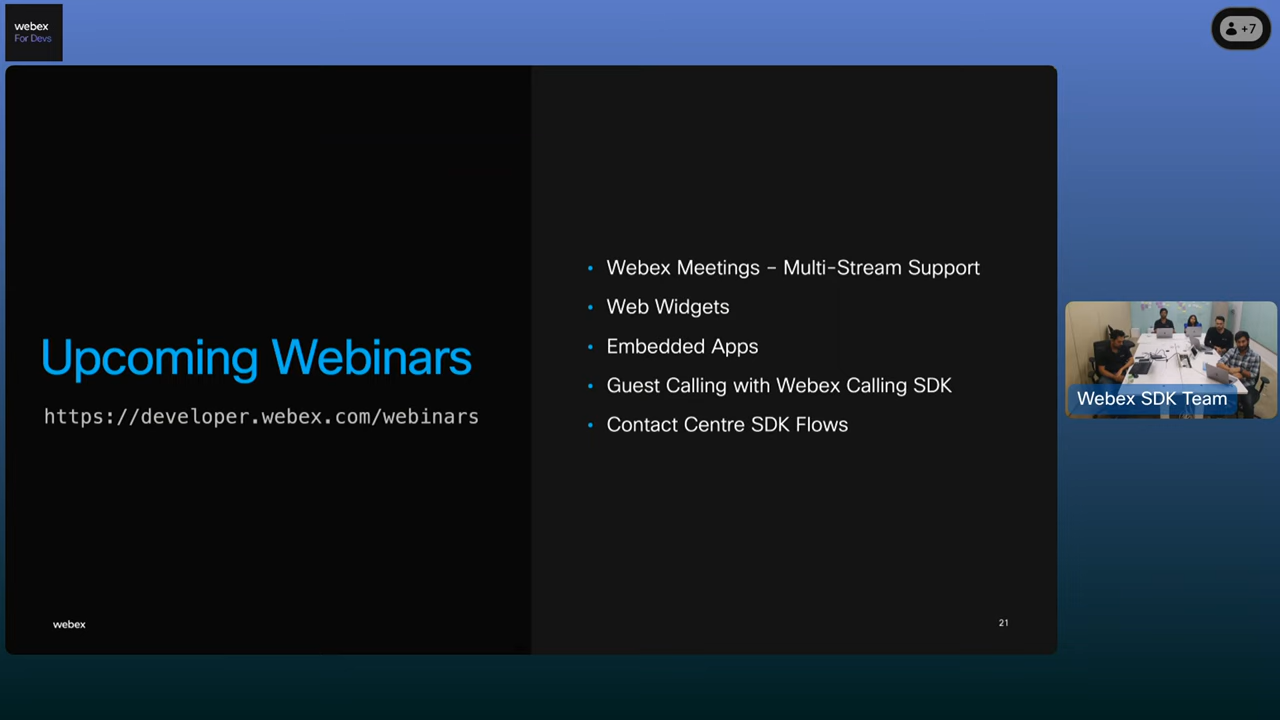 webex
For Devs
+7
Upcoming Webinars
https://developer.webex.com/webinars
• Webex Meetings – Multi-Stream Support
• Web Widgets
• Embedded Apps
• Guest Calling with Webex Calling SDK
• Contact Centre SDK Flows
Webex SDK Team
webex
21